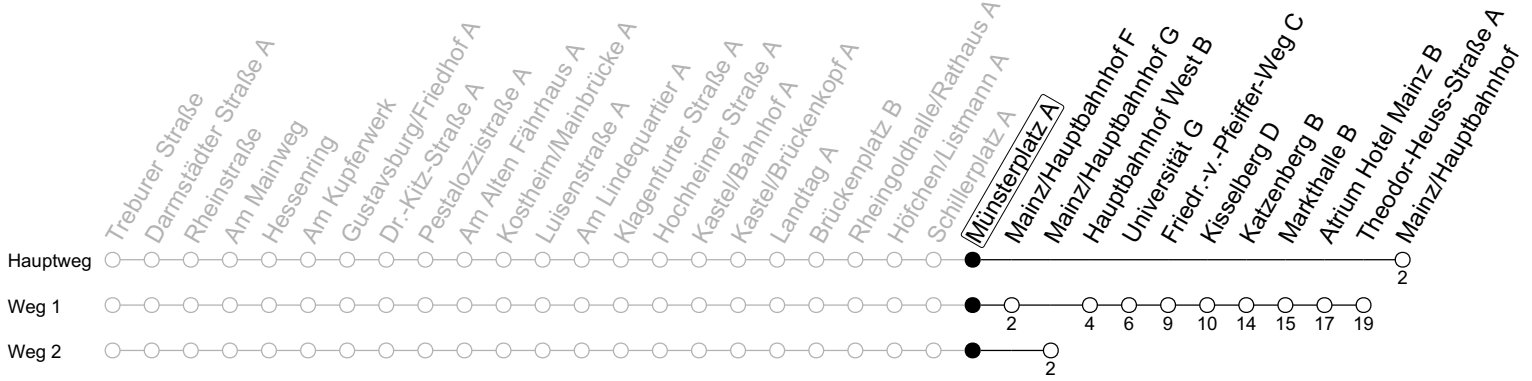 Treburer Straße
Darmstädter Straße A
Rheinstraße
Am Mainweg
Hessenring
Am Kupferwerk
Gustavsburg/Friedhof A
Dr.-Kitz-Straße A
Pestalozzistraße A
Am Alten Fährhaus A
Kostheim/Mainbrücke A
Luisenstraße A
Am Lindequartier A
Klagenfurter Straße A
Hochheimer Straße A
Kastel/Bahnhof A
Kastel/Brückenkopf A
Landtag A
Brückenplatz B
Rheingoldhalle/Rathaus A
Höfchen/Listmann A
Schillerplatz A
Münsterplatz A
Mainz/Hauptbahnhof F
Mainz/Hauptbahnhof G
Hauptbahnhof West B
Universität G
Friedr.-v.-Pfeiffer-Weg C
Kisselberg D
Katzenberg B
Markthalle B
Atrium Hotel Mainz B
Theodor-Heuss-Straße A
Mainz/Hauptbahnhof
Hauptweg
2
Weg 1
2 4 6 9 10 14 15 17 19
Weg 2
2